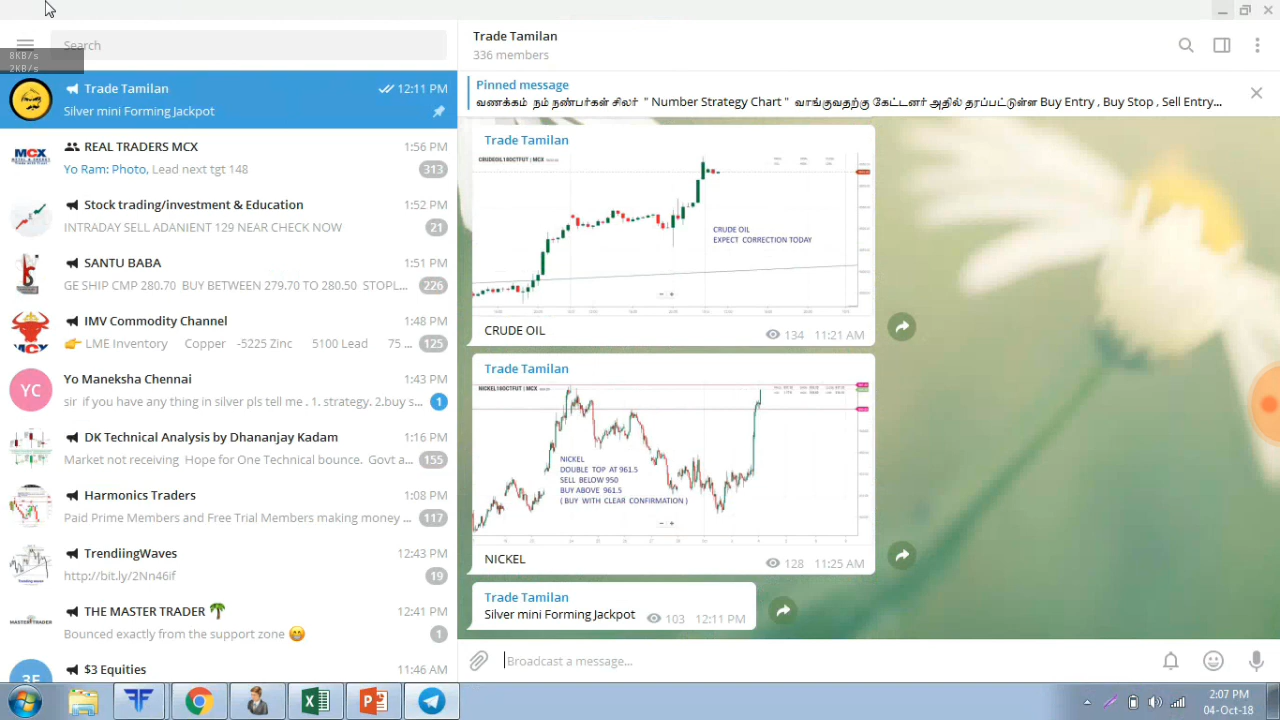 Search
8KB/s
2KB/s
Trade Tamilan
12:11 PM
Silver mini Forming Jackpot
REAL TRADERS MCX
1:56 PM
Yo Ram: Photo, Lead next tgt 148
313
Stock trading/investment & Education
1:52 PM
INTRADAY SELL ADANIENT 129 NEAR CHECK NOW
21
SANTU BABA
1:51 PM
GE SHIP CMP 280.70 BUY BETWEEN 279.70 TO 280.50 STOPL...
226
IMV Commodity Channel
1:48 PM
👉 LME Inventory Copper -5225 Zinc 5100 Lead 75 ...
125
YC
Yo Maneksha Chennai
1:43 PM
sir if you have any thing in silver pls tell me . 1. strategy. 2.buy s...
1
DK Technical Analysis by Dhananjay Kadam
1:16 PM
Market not receiving Hope for One Technical bounce. Govt a...
155
Harmonics Traders
1:08 PM
Paid Prime Members and Free Trial Members making money ...
117
TrendiingWaves
12:43 PM
http://bit.ly/2Nn46if
19
THE MASTER TRADER 🌴
12:41 PM
Bounced exactly from the support zone 😀
1
3E
$3 Equities
11:46 AM
Trade Tamilan
336 members
Pinned message
வணக்கம் நம் நண்பர்கள் சிலர் " Number Strategy Chart " வாங்குவதற்கு கேட்டனர் அதில் தரப்பட்டுள்ள Buy Entry , Buy Stop , Sell Entry...
Trade Tamilan
CRUDEOIL18OCTFUT | MCX
CRUDE OIL
EXPECT CORRECTION TODAY
CRUDE OIL
134 11:21 AM
Trade Tamilan
NICKEL18OCTFUT | MCX
NICKEL
DOUBLE TOP AT 961.5
SELL BELOW 950
BUY ABOVE 961.5
( BUY WITH CLEAR CONFIRMATION )
NICKEL
128 11:25 AM
Trade Tamilan
Silver mini Forming Jackpot
103 12:11 PM
Broadcast a message...
2:07 PM
04-Oct-18